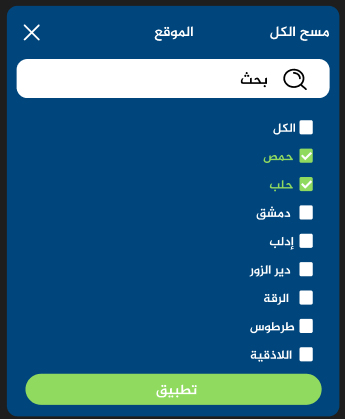 مسح الكل الموقع
بحث
الكل
حمص
حلب
دمشق
إدلب
دير الزور
الرقة
طرطوس
اللاذقية
تطبيق